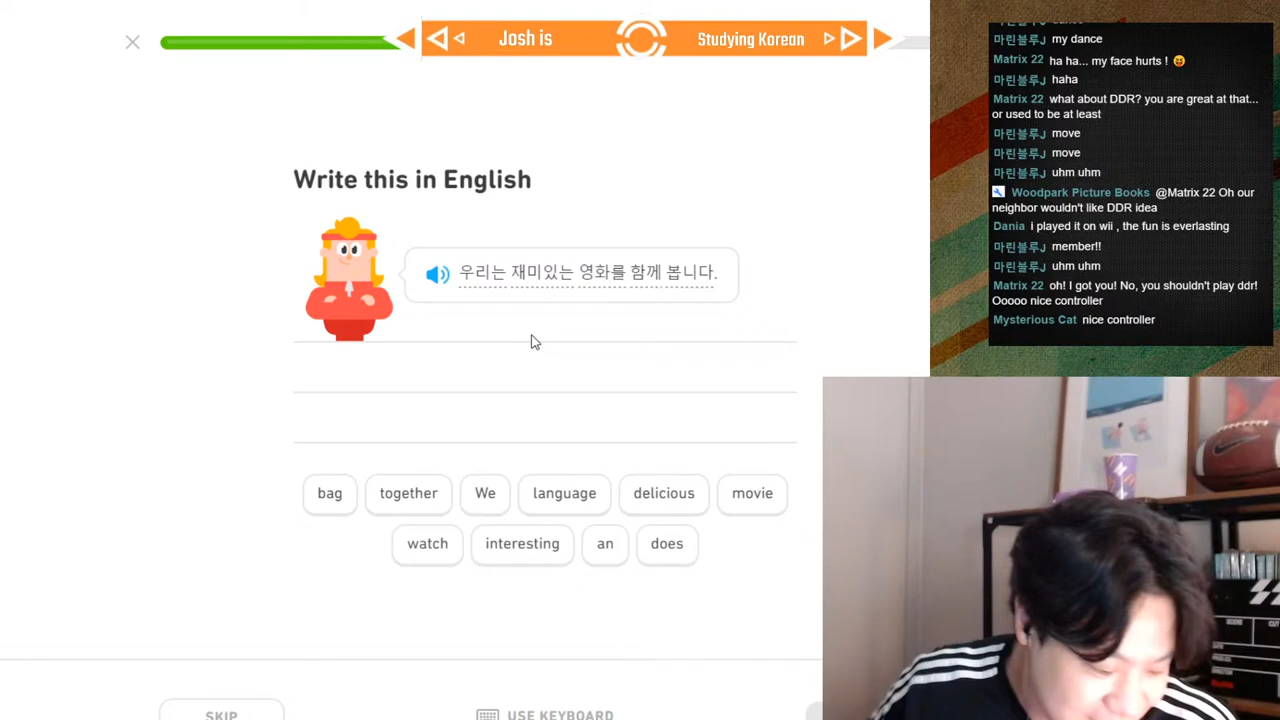 Josh is
Studying Korean
Write this in English
우리는 재미있는 영화를 함께 봅니다.
bag
together
We
language
delicious
movie
watch
interesting
an
does
SKIP
USE KEYBOARD
마린블루J my dance
Matrix 22 ha ha... my face hurts !
마린블루J haha
Matrix 22 what about DDR? you are great at that...
or used to be at least
마린블루J move
마린블루J move
마린블루J uhm uhm
Woodpark Picture Books @Matrix 22 Oh our
neighbor wouldn't like DDR idea
Dania i played it on wii , the fun is everlasting
마린블루J member!!
마린블루J uhm uhm
Matrix 22 oh! I got you! No, you shouldn't play ddr!
Ooooo nice controller
Mysterious Cat nice controller